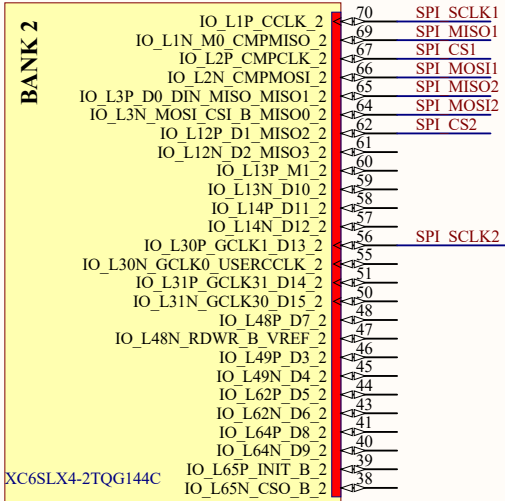 BANK 2
IO_L1P_CCLK_2 70 SPI_SCLK1
IO_L1N_M0_CMPMISO_2 69 SPI_MISO1
IO_L2P_CMPCLK_2 67 SPI_CS1
IO_L2N_CMPMOSI_2 66 SPI_MOSI1
IO_L3P_D0_DIN_MISO_MISO1_2 65 SPI_MISO2
IO_L3N_MOSI_CSI_B_MISO0_2 64 SPI_MOSI2
IO_L12P_D1_MISO2_2 62 SPI_CS2
IO_L12N_D2_MISO3_2 61
IO_L13P_M1_2 60
IO_L13N_D10_2 59
IO_L14P_D11_2 58
IO_L14N_D12_2 57
IO_L30P_GCLK1_D13_2 56 SPI_SCLK2
IO_L30N_GCLK0_USERCCLK_2 55
IO_L31P_GCLK31_D14_2 51
IO_L31N_GCLK30_D15_2 50
IO_L48P_D7_2 48
IO_L48N_RDWR_B_VREF_2 47
IO_L49P_D3_2 46
IO_L49N_D4_2 45
IO_L62P_D5_2 44
IO_L62N_D6_2 43
IO_L64P_D8_2 41
IO_L64N_D9_2 40
IO_L65P_INIT_B_2 39
XC6SLX4-2TQG144C IO_L65N_CSO_B_2 38